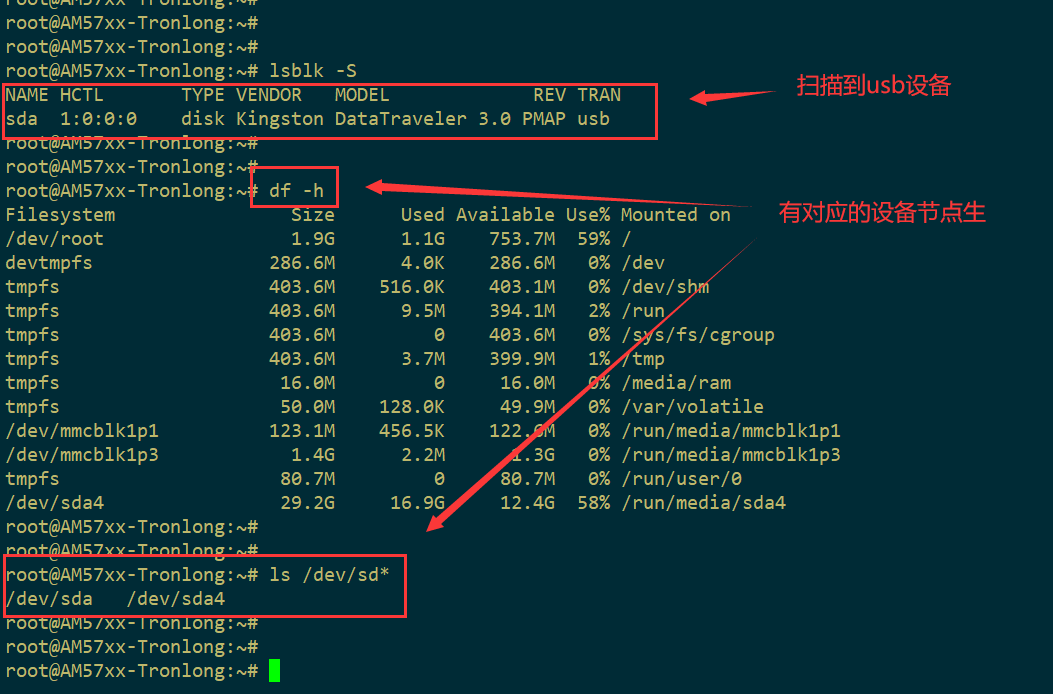 root@AM57xx-Tronlong:~#
root@AM57xx-Tronlong:~#
root@AM57xx-Tronlong:~#
root@AM57xx-Tronlong:~# lsblk -S
NAME HCTL TYPE VENDOR MODEL REV TRAN
扫描到usb设备
sda 1:0:0:0 disk Kingston DataTraveler 3.0 PMAP usb
root@AM57xx-Tronlong:~#
root@AM57xx-Tronlong:~#
root@AM57xx-Tronlong:~# df -h
有对应的设备节点生
Filesystem Size Used Available Use% Mounted on
/dev/root 1.9G 1.1G 753.7M 59% /
devtmpfs 286.6M 4.0K 286.6M 0% /dev
tmpfs 403.6M 516.0K 403.1M 0% /dev/shm
tmpfs 403.6M 9.5M 394.1M 2% /run
tmpfs 403.6M 0 403.6M 0% /sys/fs/cgroup
tmpfs 403.6M 3.7M 399.9M 1% /tmp
tmpfs 16.0M 0 16.0M 0% /media/ram
tmpfs 50.0M 128.0K 49.9M 0% /var/volatile
/dev/mmcblk1p1 123.1M 456.5K 122.6M 0% /run/media/mmcblk1p1
/dev/mmcblk1p3 1.4G 2.2M 1.3G 0% /run/media/mmcblk1p3
tmpfs 80.7M 0 80.7M 0% /run/user/0
/dev/sda4 29.2G 16.9G 12.4G 58% /run/media/sda4
root@AM57xx-Tronlong:~#
root@AM57xx-Tronlong:~#
root@AM57xx-Tronlong:~# ls /dev/sd*
/dev/sda /dev/sda4
root@AM57xx-Tronlong:~#
root@AM57xx-Tronlong:~#
root@AM57xx-Tronlong:~#